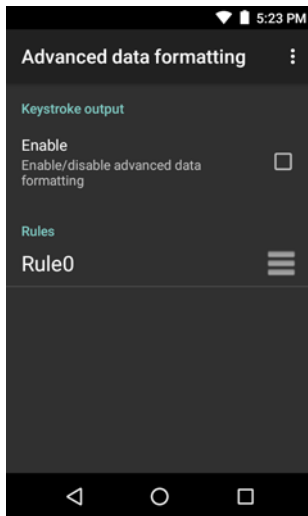 5:23 PM
Advanced data formatting
Keystroke output
Enable
Enable/disable advanced data
formatting
Rules
Rule0